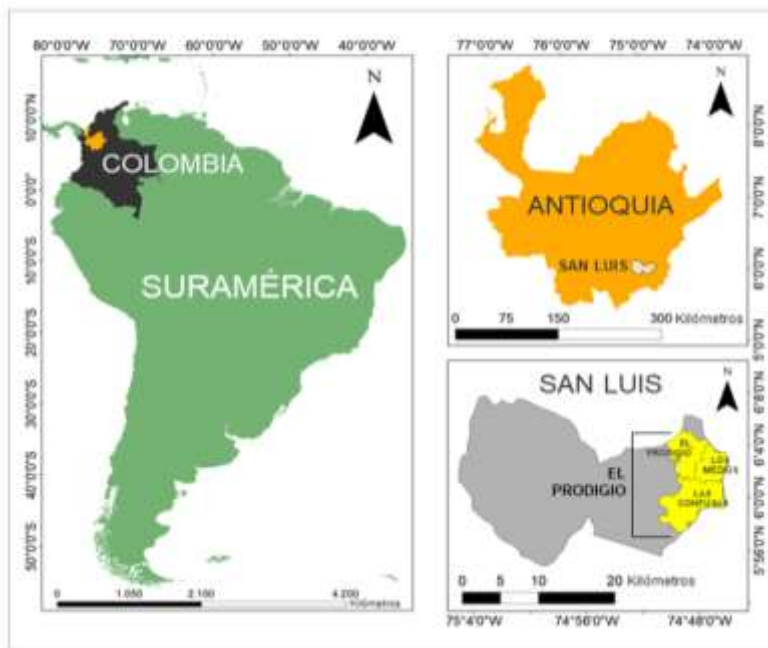 80°0'0"W 70°0'0"W 60°0'0"W 50°0'0"W 40°0'0"W
N
10°0'0"N
0°0'0"
10°0'0"S
20°0'0"S
30°0'0"S
40°0'0"S
50°0'0"S
COLOMBIA
SURAMÉRICA
0 1.050 2.100 4.200
Kilómetros
77°0'0"W 76°0'0"W 75°0'0"W 74°0'0"W
N
8°0'0"N
7°0'0"N
6°0'0"N
ANTIOQUIA
SAN LUIS
0 75 150 300 Kilómetros
SAN LUIS
N
EL
PRODIGIO
EL
PRODIGIO
LOS
MEDIOS
LAS
CONFUSAS
0 5 10 20 Kilómetros
75°4'0"W 74°56'0"W 74°48'0"W
6°4'0"N
6°0'0"N
5°56'0"N